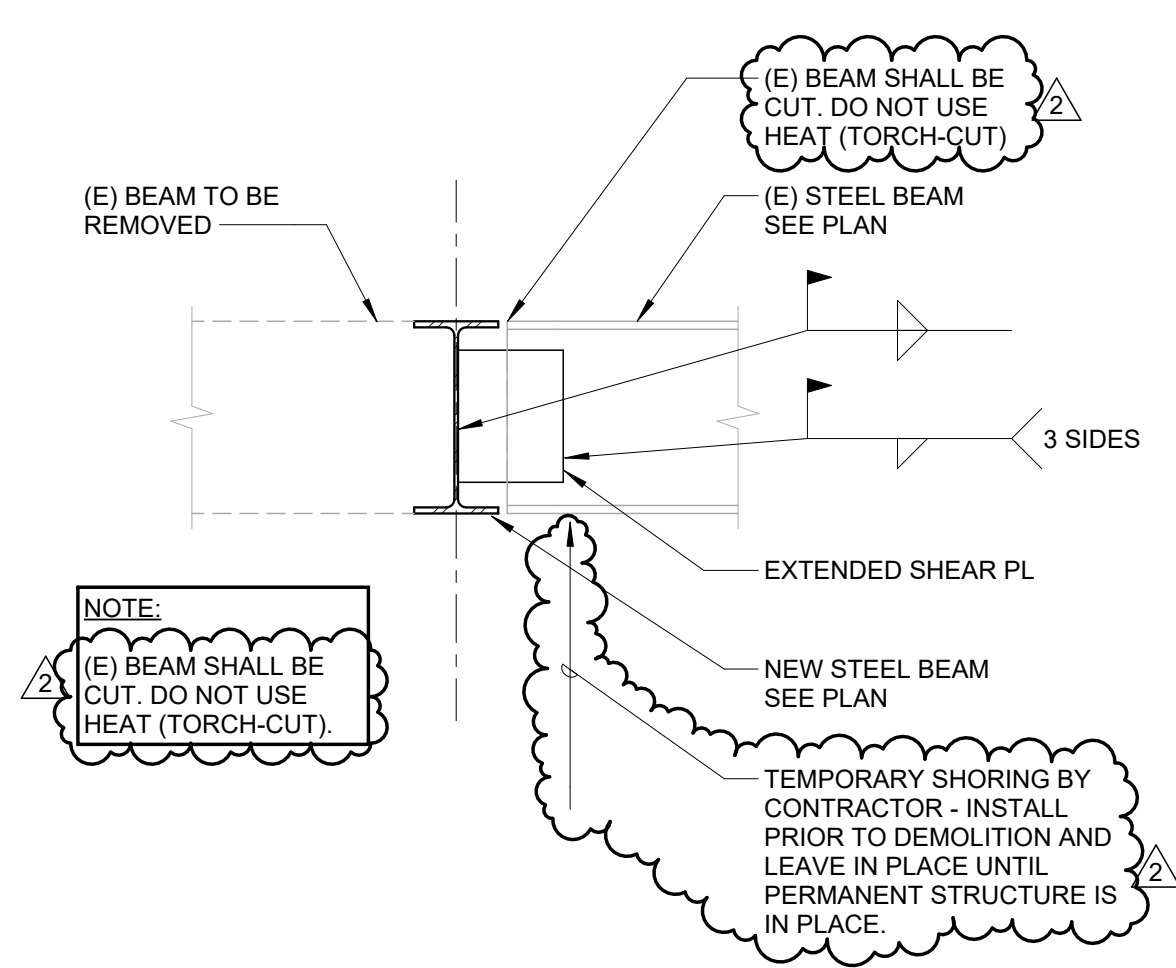 (E) BEAM SHALL BE
CUT. DO NOT USE
HEAT (TORCH-CUT)
2
(E) BEAM TO BE
REMOVED
(E) STEEL BEAM
SEE PLAN
3 SIDES
EXTENDED SHEAR PL
NOTE:
(E) BEAM SHALL BE
CUT. DO NOT USE
HEAT (TORCH-CUT).
2
NEW STEEL BEAM
SEE PLAN
TEMPORARY SHORING BY
CONTRACTOR - INSTALL
PRIOR TO DEMOLITION AND
LEAVE IN PLACE UNTIL
PERMANENT STRUCTURE IS
IN PLACE.
2